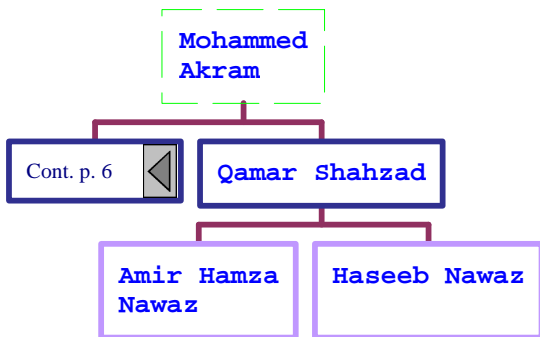 Mohammed
Akram
Cont. p. 6
Qamar Shahzad
Amir Hamza
Nawaz
Haseeb Nawaz